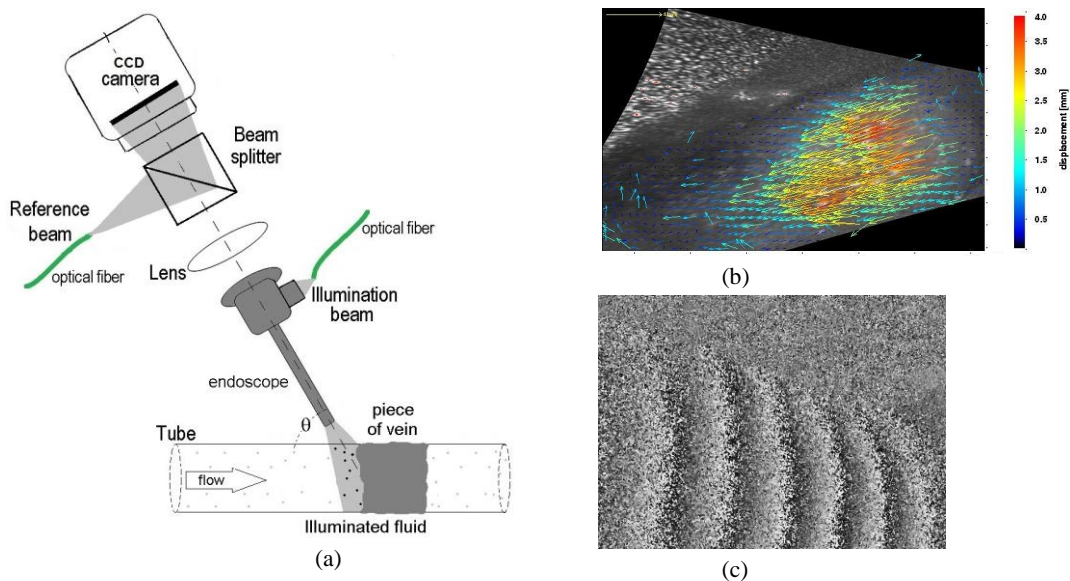 CCD
camera
Beam
splitter
Reference
beam
optical fiber
Lens
optical fiber
Illumination
beam
endoscope
piece
of vein
θ
Tube
flow
Illuminated fluid
(a)
4.0
3.5
3.0
2.5
2.0
1.5
1.0
0.5
displacement [mm]
(b)
(c)